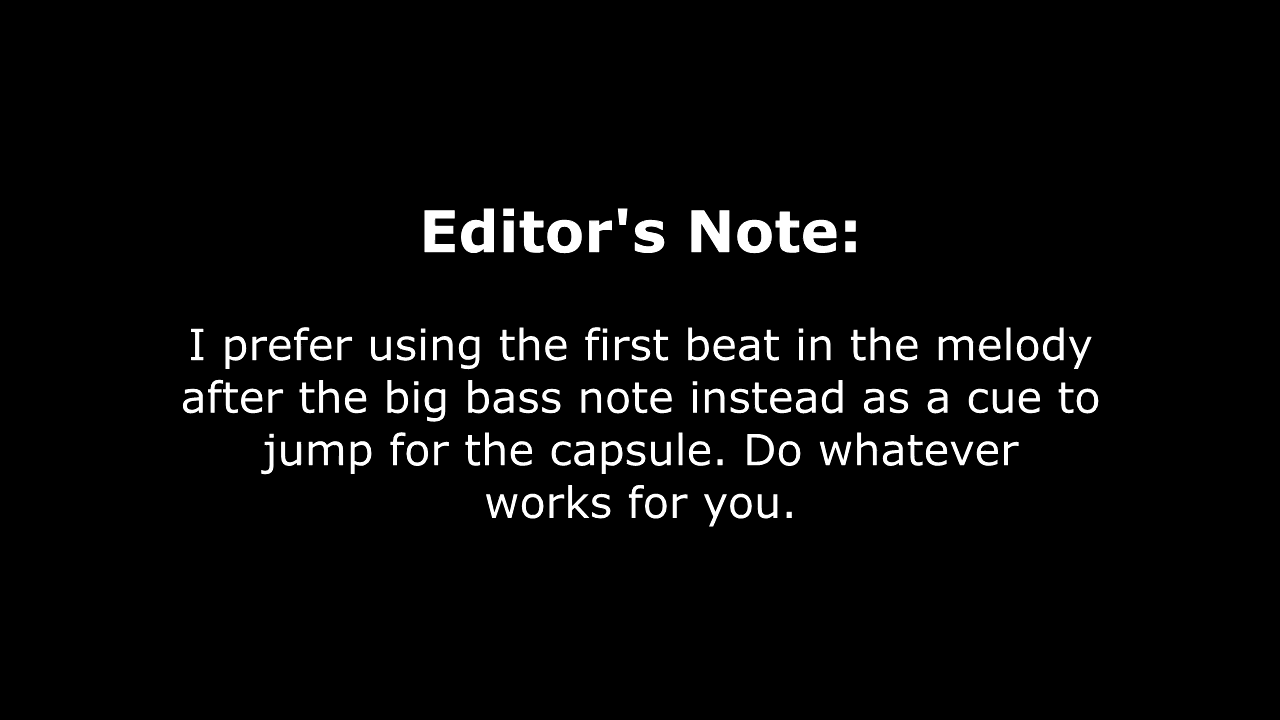 Editor's Note:
I prefer using the first beat in the melody
after the big bass note instead as a cue to
jump for the capsule. Do whatever
works for you.